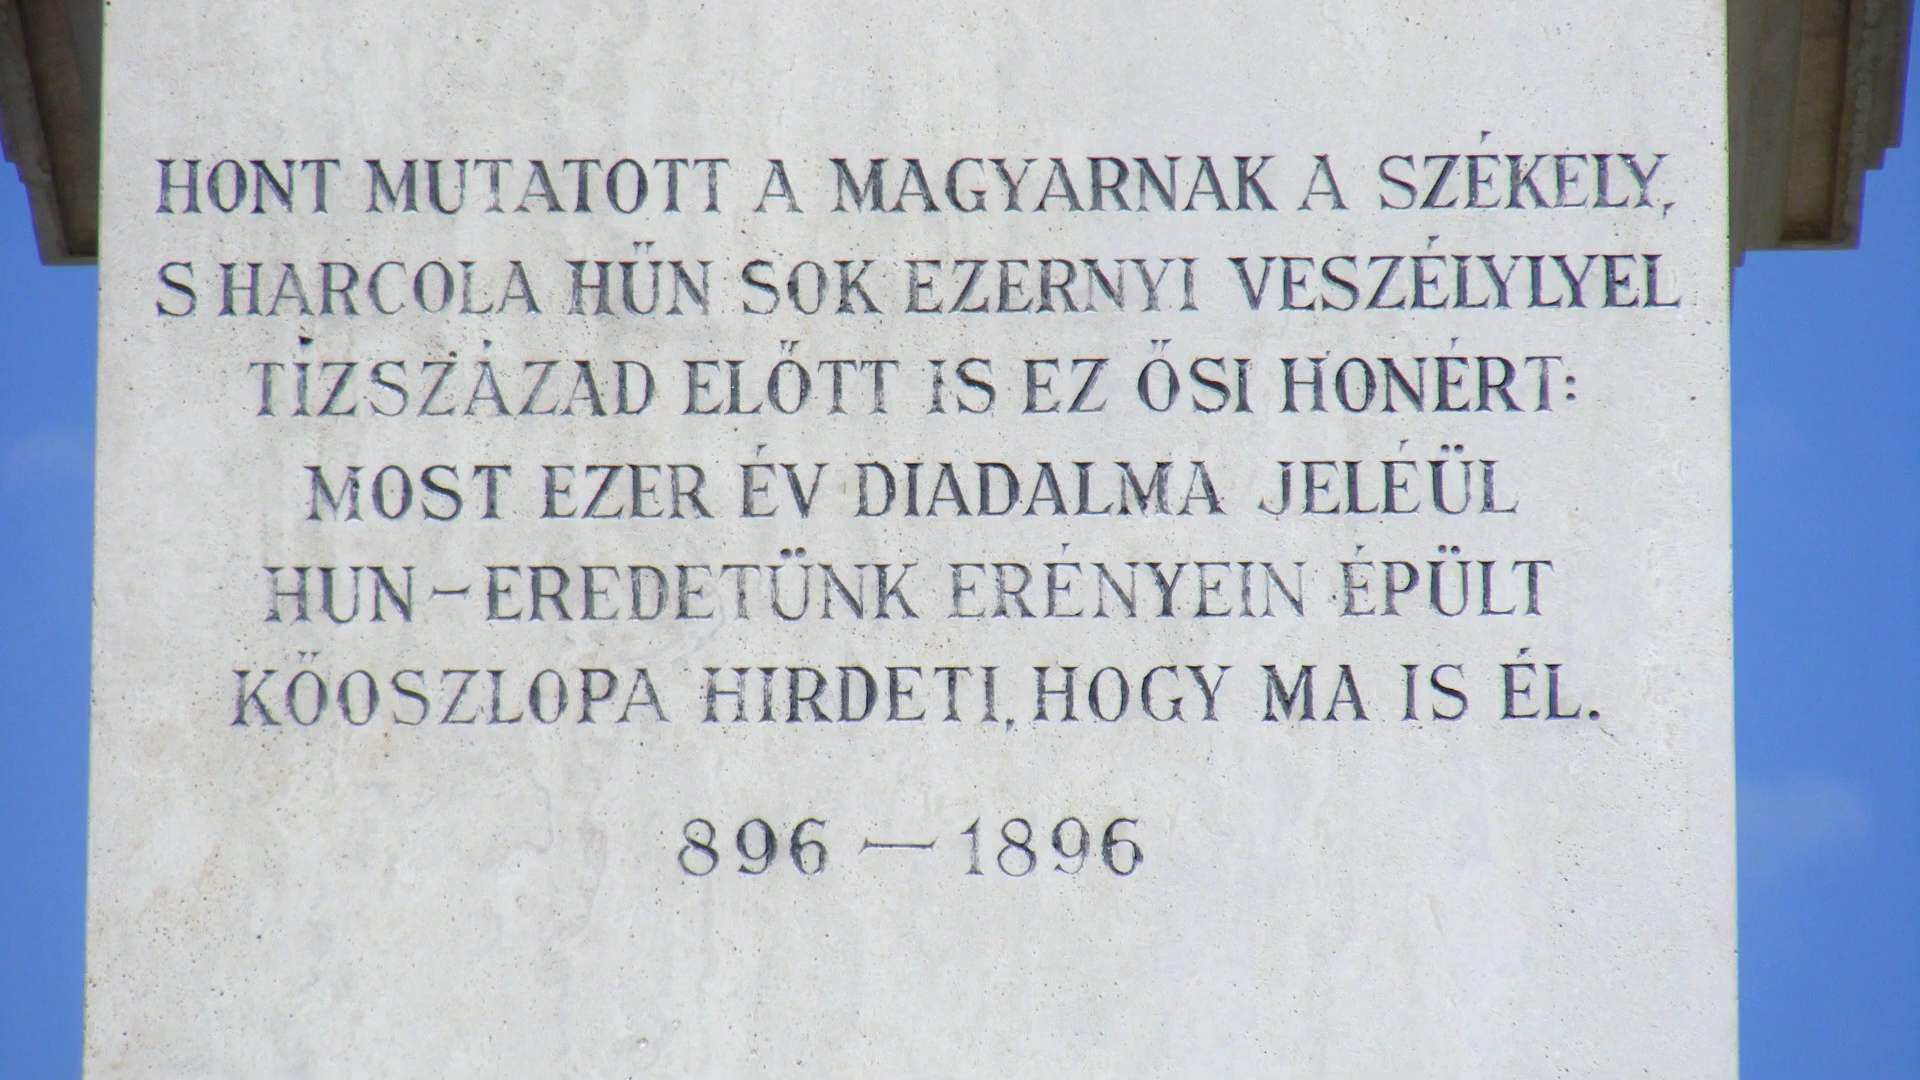 HONT MUTATOTT A MAGYARNAK A SZÉKELY,
S HARCOLA HŰN SOK EZERNYI VESZÉLYLYEL
TÍZSZÁZAD ELŐTT IS EZ ŐSI HONÉRT:
MOST EZER ÉV DIADALMA JELÉÜL
HUN-EREDETÜNK ERÉNYEIN ÉPÜLT
KŐOSZLOPA HIRDETI, HOGY MA IS ÉL.
896 — 1896